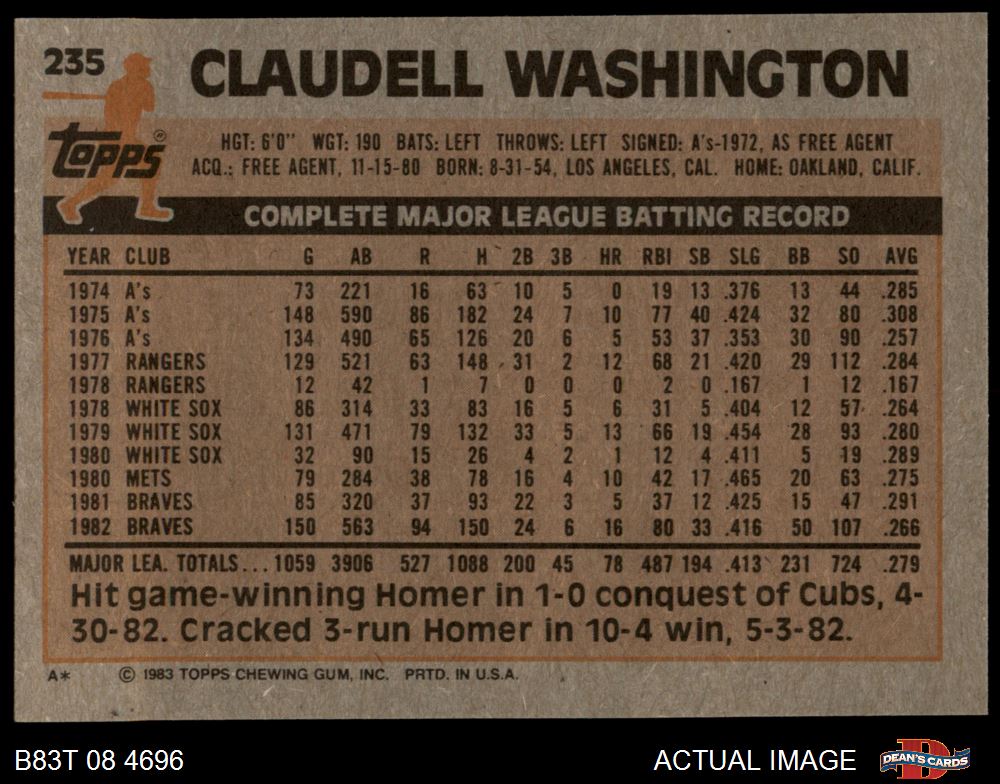 235
CLAUDELL WASHINGTON
Topps®
HGT: 6'0" WGT: 190 BATS: LEFT THROWS: LEFT SIGNED: A's-1972, AS FREE AGENT
ACQ.: FREE AGENT, 11-15-80 BORN: 8-31-54, LOS ANGELES, CAL. HOME: OAKLAND, CALIF.
COMPLETE MAJOR LEAGUE BATTING RECORD
YEAR CLUB G AB R H 2B 3B HR RBI SB SLG BB SO AVG
1974 A's 73 221 16 63 10 5 0 19 13 .376 13 44 .285
1975 A's 148 590 86 182 24 7 10 77 40 .424 32 80 .308
1976 A's 134 490 65 126 20 6 5 53 37 .353 30 90 .257
1977 RANGERS 129 521 63 148 31 2 12 68 21 .420 29 112 .284
1978 RANGERS 12 42 1 7 0 0 0 2 0 .167 1 12 .167
1978 WHITE SOX 86 314 33 83 16 5 6 31 5 .404 12 57 .264
1979 WHITE SOX 131 471 79 132 33 5 13 66 19 .454 28 93 .280
1980 WHITE SOX 32 90 15 26 4 2 1 12 4 .411 5 19 .289
1980 METS 79 284 38 78 16 4 10 42 17 .465 20 63 .275
1981 BRAVES 85 320 37 93 22 3 5 37 12 .425 15 47 .291
1982 BRAVES 150 563 94 150 24 6 16 80 33 .416 50 107 .266
MAJOR LEA. TOTALS... 1059 3906 527 1088 200 45 78 487 194 .413 231 724 .279
Hit game-winning Homer in 1-0 conquest of Cubs, 4-
30-82. Cracked 3-run Homer in 10-4 win, 5-3-82.
A* © 1983 TOPPS CHEWING GUM, INC. PRTD. IN U.S.A.
B83T 08 4696 ACTUAL IMAGE DEAN'S CARDS